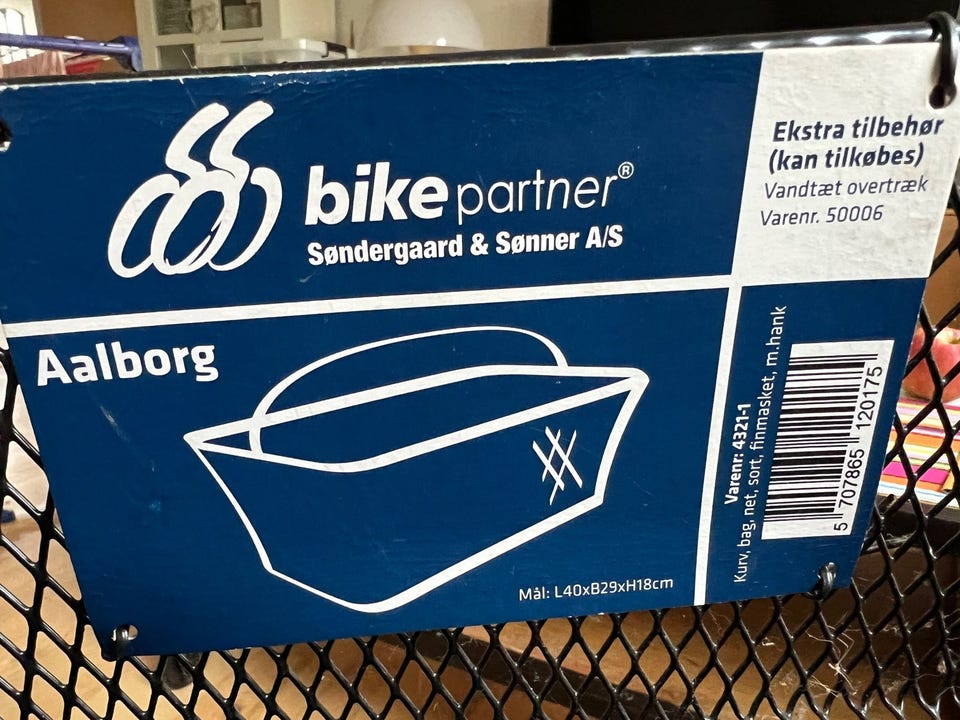 bikepartner®
Søndergaard & Sønner A/S
Ekstra tilbehør
(kan tilkøbes)
Vandtæt overtræk
Varenr. 50006
Aalborg
Mål: L40xB29xH18cm
Varenr: 4321-1
Kurv, bag, net, sort, finmasket, m.hank
5 707865 120175